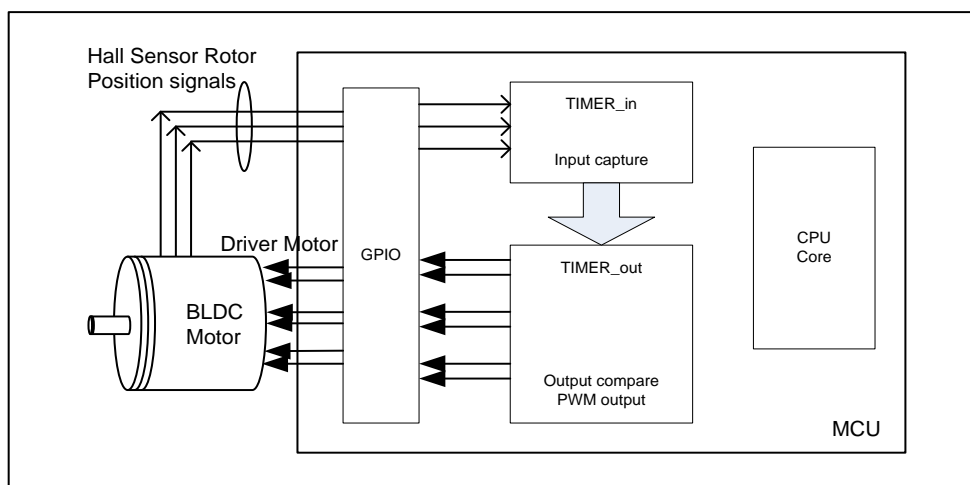 Hall Sensor Rotor
Position signals
TIMER_in
Input capture
CPU
Core
Driver Motor
GPIO
TIMER_out
BLDC
Motor
Output compare
PWM output
MCU